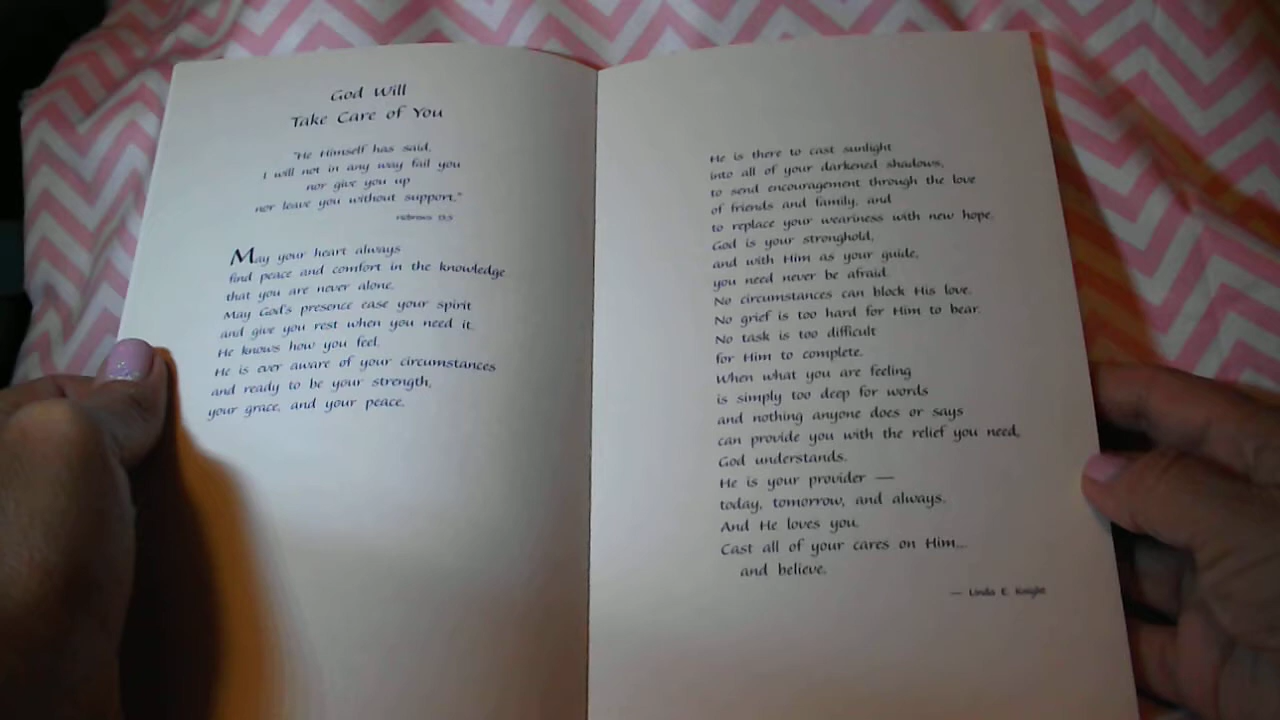 God Will
Take Care of You
"He Himself has said,
I will not in any way fail you
nor give you up
nor leave you without support."
Hebrews 13:5
May your heart always
find peace and comfort in the knowledge
that you are never alone.
May God's presence ease your spirit
and give you rest when you need it.
He knows how you feel.
He is ever aware of your circumstances
and ready to be your strength,
your grace, and your peace.
He is there to cast sunlight
into all of your darkened shadows,
to send encouragement through the love
of friends and family, and
to replace your weariness with new hope.
God is your stronghold,
and with Him as your guide,
you need never be afraid.
No circumstances can block His love.
No grief is too hard for Him to bear.
No task is too difficult
for Him to complete.
When what you are feeling
is simply too deep for words
and nothing anyone does or says
can provide you with the relief you need,
God understands.
He is your provider —
today, tomorrow, and always.
And He loves you.
Cast all of your cares on Him...
and believe.
— Linda E. Knight